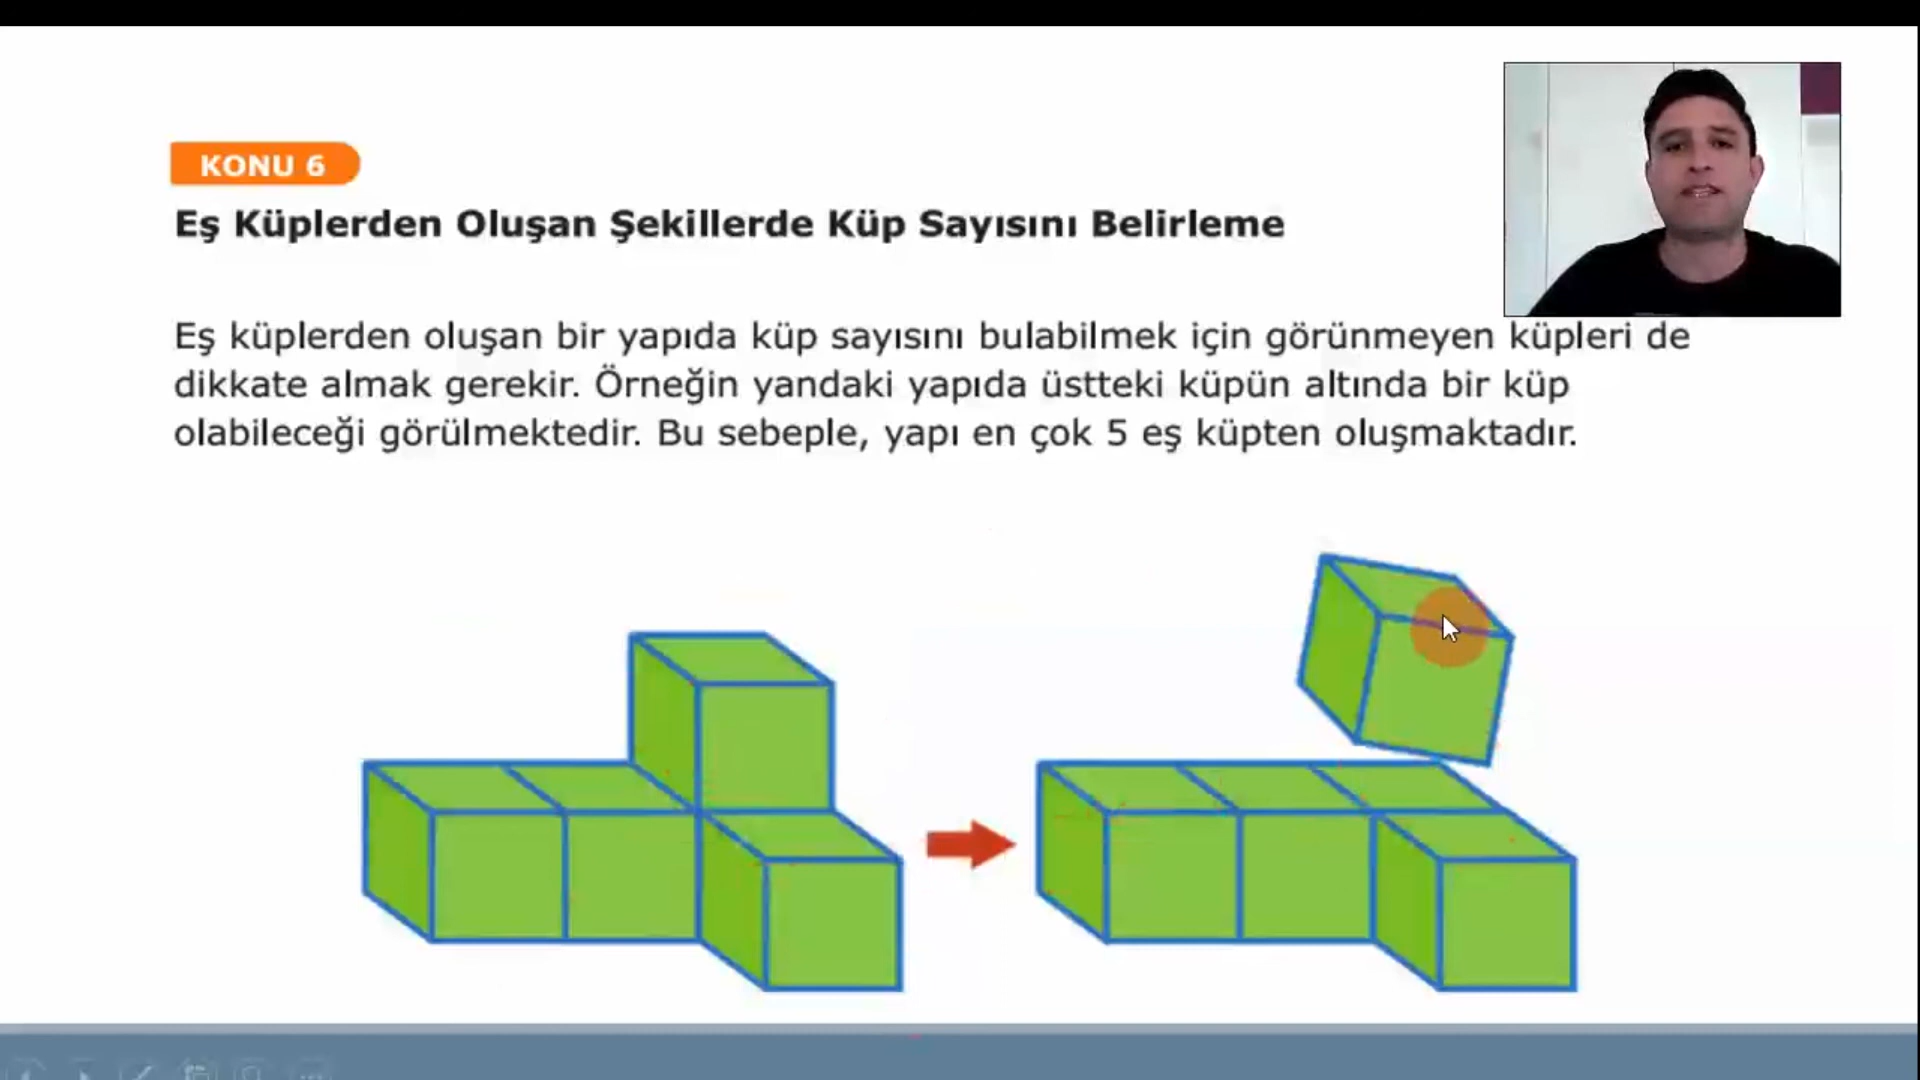 KONU 6
Eş Küplerden Oluşan Şekillerde Küp Sayısını Belirleme
Eş küplerden oluşan bir yapıda küp sayısını bulabilmek için görünmeyen küpleri de
dikkate almak gerekir. Örneğin yandaki yapıda üstteki küpün altında bir küp
olabileceği görülmektedir. Bu sebeple, yapı en çok 5 eş küpten oluşmaktadır.